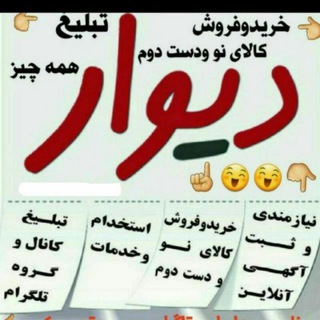 خریدوفروش
تبلیغ
کالای نو ودست دوم
همه چیز
دیوار
نیازمندی
و ثبت
آگهی
آنلاین
خریدوفروش
کالای نو
و دست دوم
استخدام
وخدمات
تبلیغ
کانال و
گروه
تلگرام